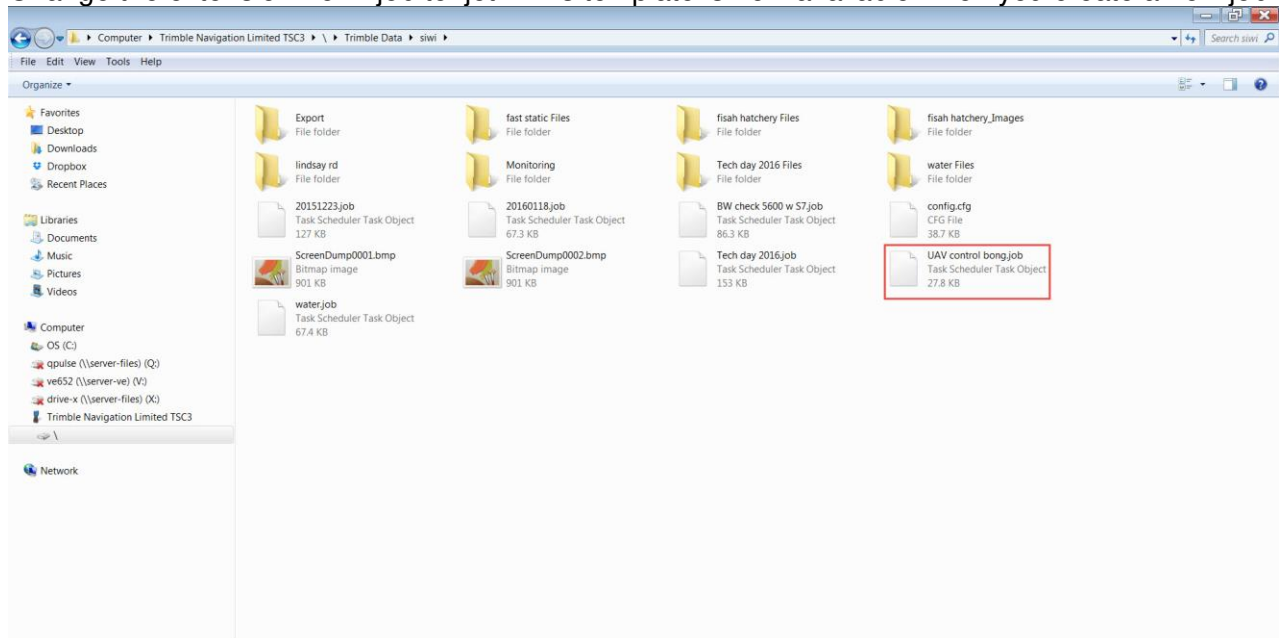 Computer ▸ Trimble Navigation Limited TSC3 ▸ \ ▸ Trimble Data ▸ siwi ▸
Search siwi
File Edit View Tools Help
Organize
Favorites
Desktop
Downloads
Dropbox
Recent Places
Libraries
Documents
Music
Pictures
Videos
Computer
OS (C:)
qpulse (\\server-files) (Q:)
ve652 (\\server-ve) (V:)
drive-x (\\server-files) (X:)
Trimble Navigation Limited TSC3
\
Network
Export
File folder
fast static Files
File folder
fisah hatchery Files
File folder
fisah hatchery_Images
File folder
lindsay rd
File folder
Monitoring
File folder
Tech day 2016 Files
File folder
water Files
File folder
20151223.job
Task Scheduler Task Object
127 KB
20160118.job
Task Scheduler Task Object
67.3 KB
BW check 5600 w S7.job
Task Scheduler Task Object
86.3 KB
config.cfg
CFG File
38.7 KB
ScreenDump0001.bmp
Bitmap image
901 KB
ScreenDump0002.bmp
Bitmap image
901 KB
Tech day 2016.job
Task Scheduler Task Object
153 KB
UAV control bong.job
Task Scheduler Task Object
27.8 KB
water.job
Task Scheduler Task Object
67.4 KB